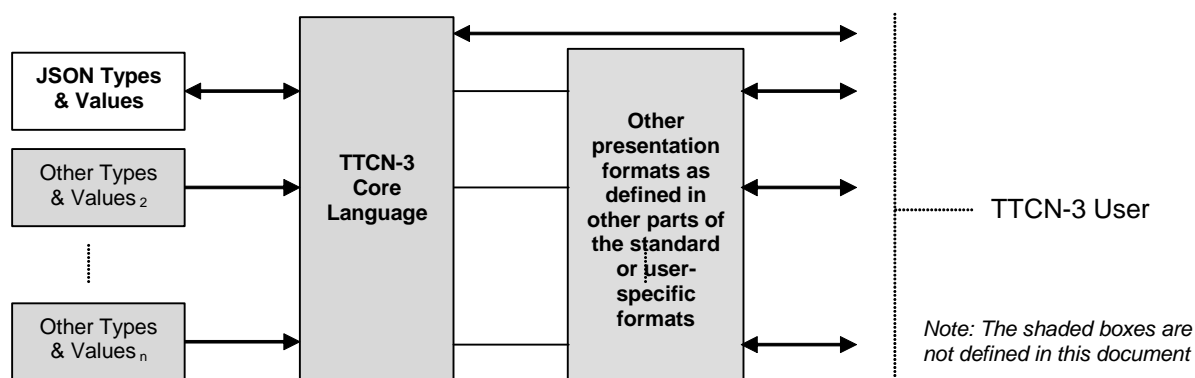 JSON Types
& Values
Other Types
& Values 2
Other Types
& Values n
TTCN-3
Core
Language
Other
presentation
formats as
defined in
other parts of
the standard
or user-
specific
formats
TTCN-3 User
Note: The shaded boxes are
not defined in this document